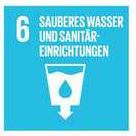 6 SAUBERES WASSER
UND SANITÄR-
EINRICHTUNGEN